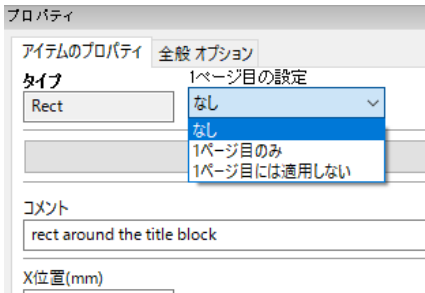 プロパティ
アイテムのプロパティ 全般 オプション
タイプ 1ページ目の設定
Rect なし
なし
1ページ目のみ
1ページ目には適用しない
コメント
rect around the title block
X位置(mm)